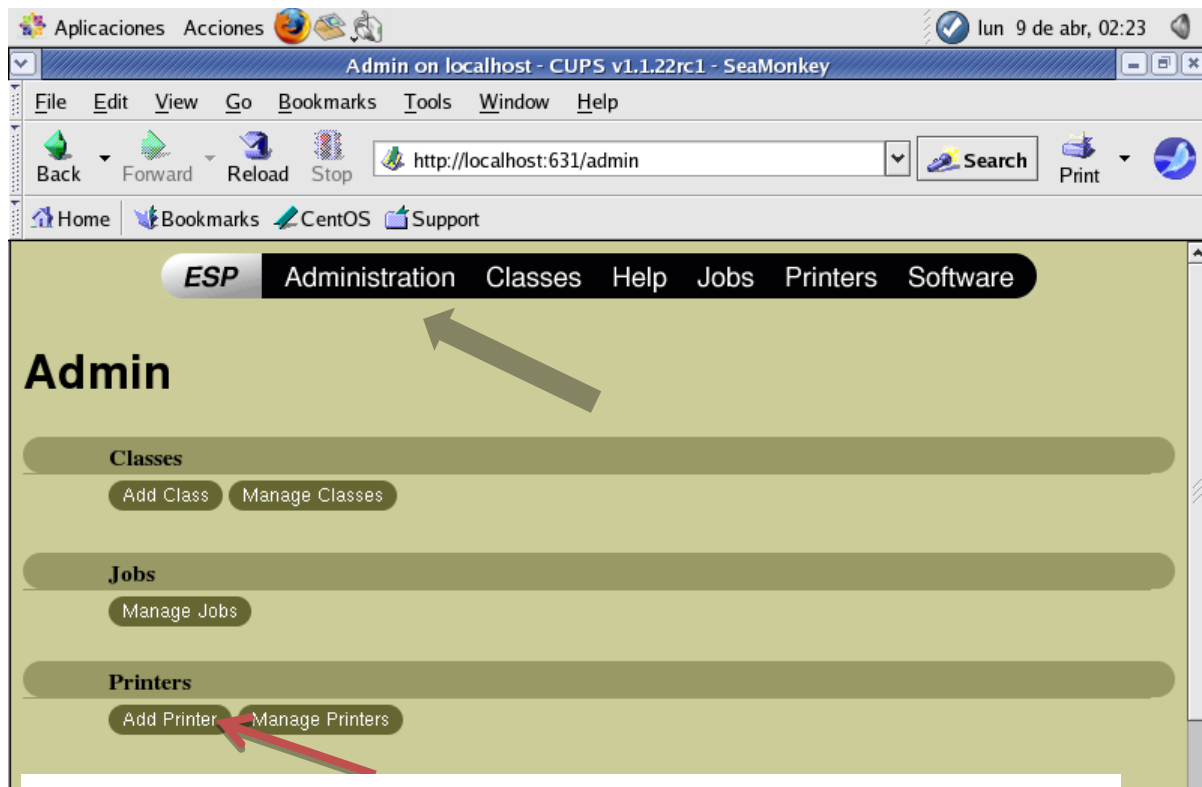 Aplicaciones Acciones lun 9 de abr, 02:23
Admin on localhost - CUPS v1.1.22rc1 - SeaMonkey
File Edit View Go Bookmarks Tools Window Help
Back Forward Reload Stop http://localhost:631/admin Search Print
Home Bookmarks CentOS Support
ESP Administration Classes Help Jobs Printers Software
Admin
Classes
Add Class Manage Classes
Jobs
Manage Jobs
Printers
Add Printer Manage Printers